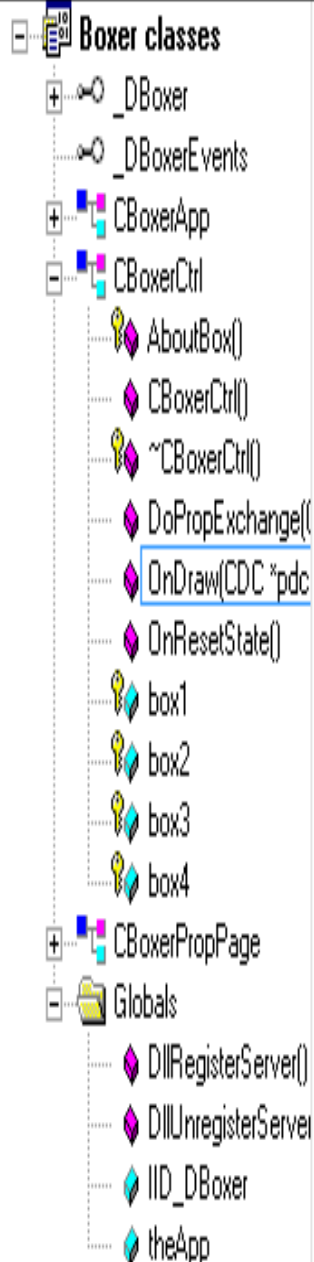 Boxer classes
_DBoxer
_DBoxerEvents
CBoxerApp
CBoxerCtrl
AboutBox()
CBoxerCtrl()
~CBoxerCtrl()
DoPropExchange((
OnDraw(CDC *pdc
OnResetState()
box1
box2
box3
box4
CBoxerPropPage
Globals
DllRegisterServer()
DllUnregisterServer
IID_DBoxer
theApp